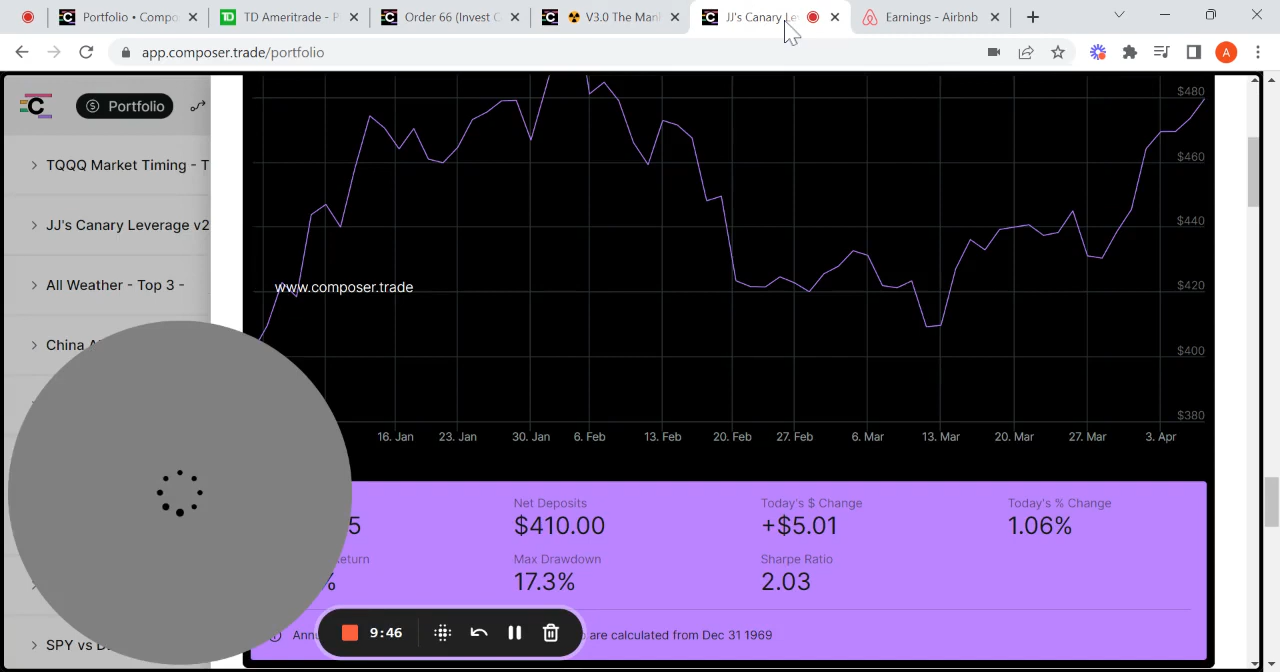 Portfolio • Compo
TD Ameritrade - P
Order 66 (Invest C
V3.0 The Man
JJ's Canary Le
Earnings - Airbnb
app.composer.trade/portfolio
A
C
Portfolio
TQQQ Market Timing - T
JJ's Canary Leverage v2
All Weather - Top 3 -
China A
SPY vs
$480
$460
$440
$420
$400
$380
www.composer.trade
16. Jan
23. Jan
30. Jan
6. Feb
13. Feb
20. Feb
27. Feb
6. Mar
13. Mar
20. Mar
27. Mar
3. Apr
5
Net Deposits
$410.00
Today's $ Change
+$5.01
Today's % Change
1.06%
eturn
%
Max Drawdown
17.3%
Sharpe Ratio
2.03
Annu
o are calculated from Dec 31 1969
9:46